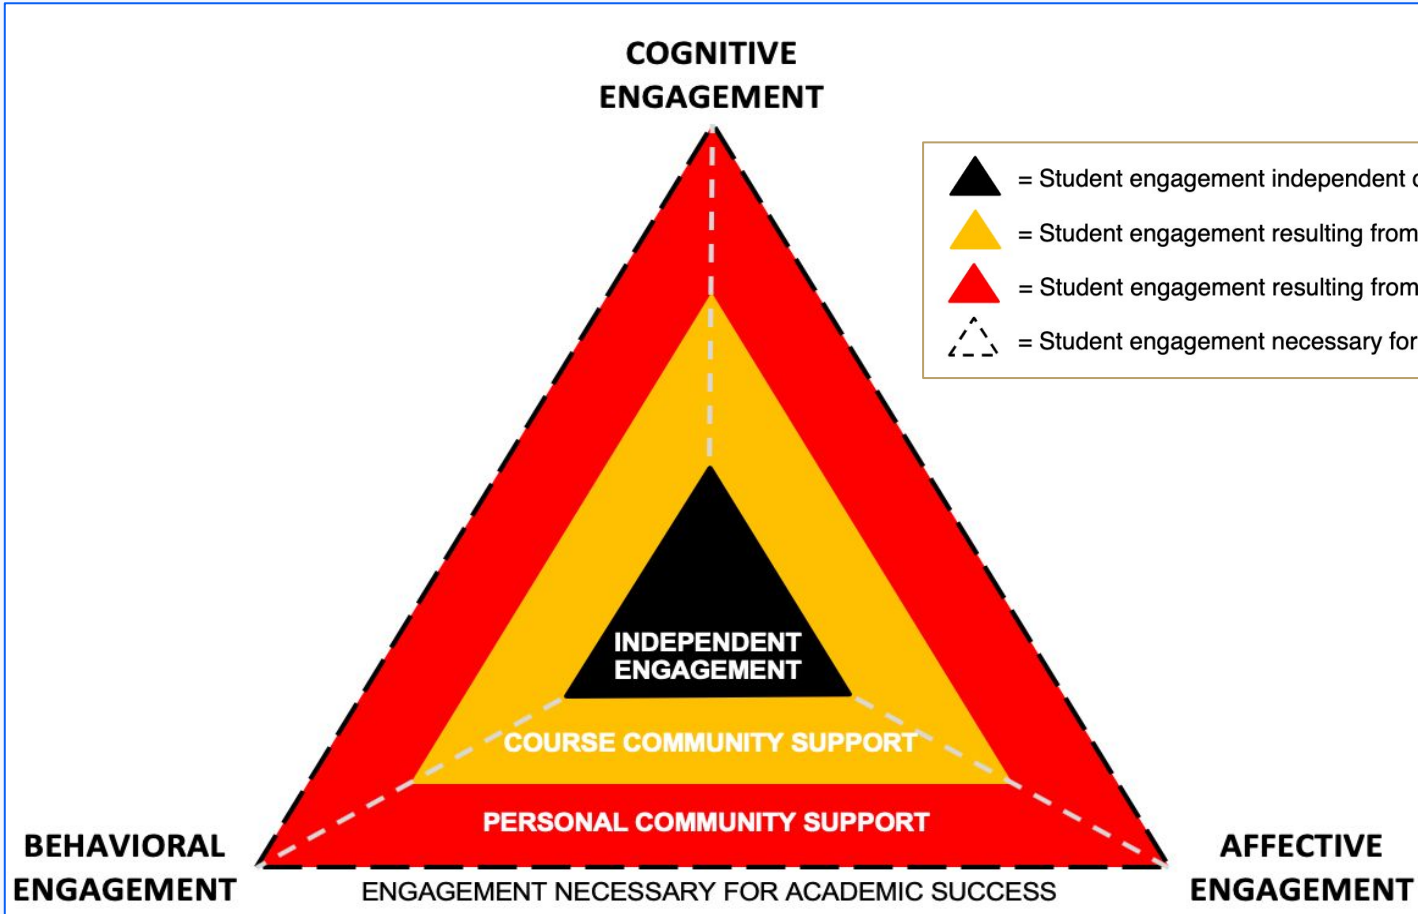 COGNITIVE
ENGAGEMENT
= Student engagement independent
= Student engagement resulting from
= Student engagement resulting from
= Student engagement necessary for
INDEPENDENT
ENGAGEMENT
COURSE COMMUNITY SUPPORT
PERSONAL COMMUNITY SUPPORT
BEHAVIORAL
ENGAGEMENT
AFFECTIVE
ENGAGEMENT
ENGAGEMENT NECESSARY FOR ACADEMIC SUCCESS